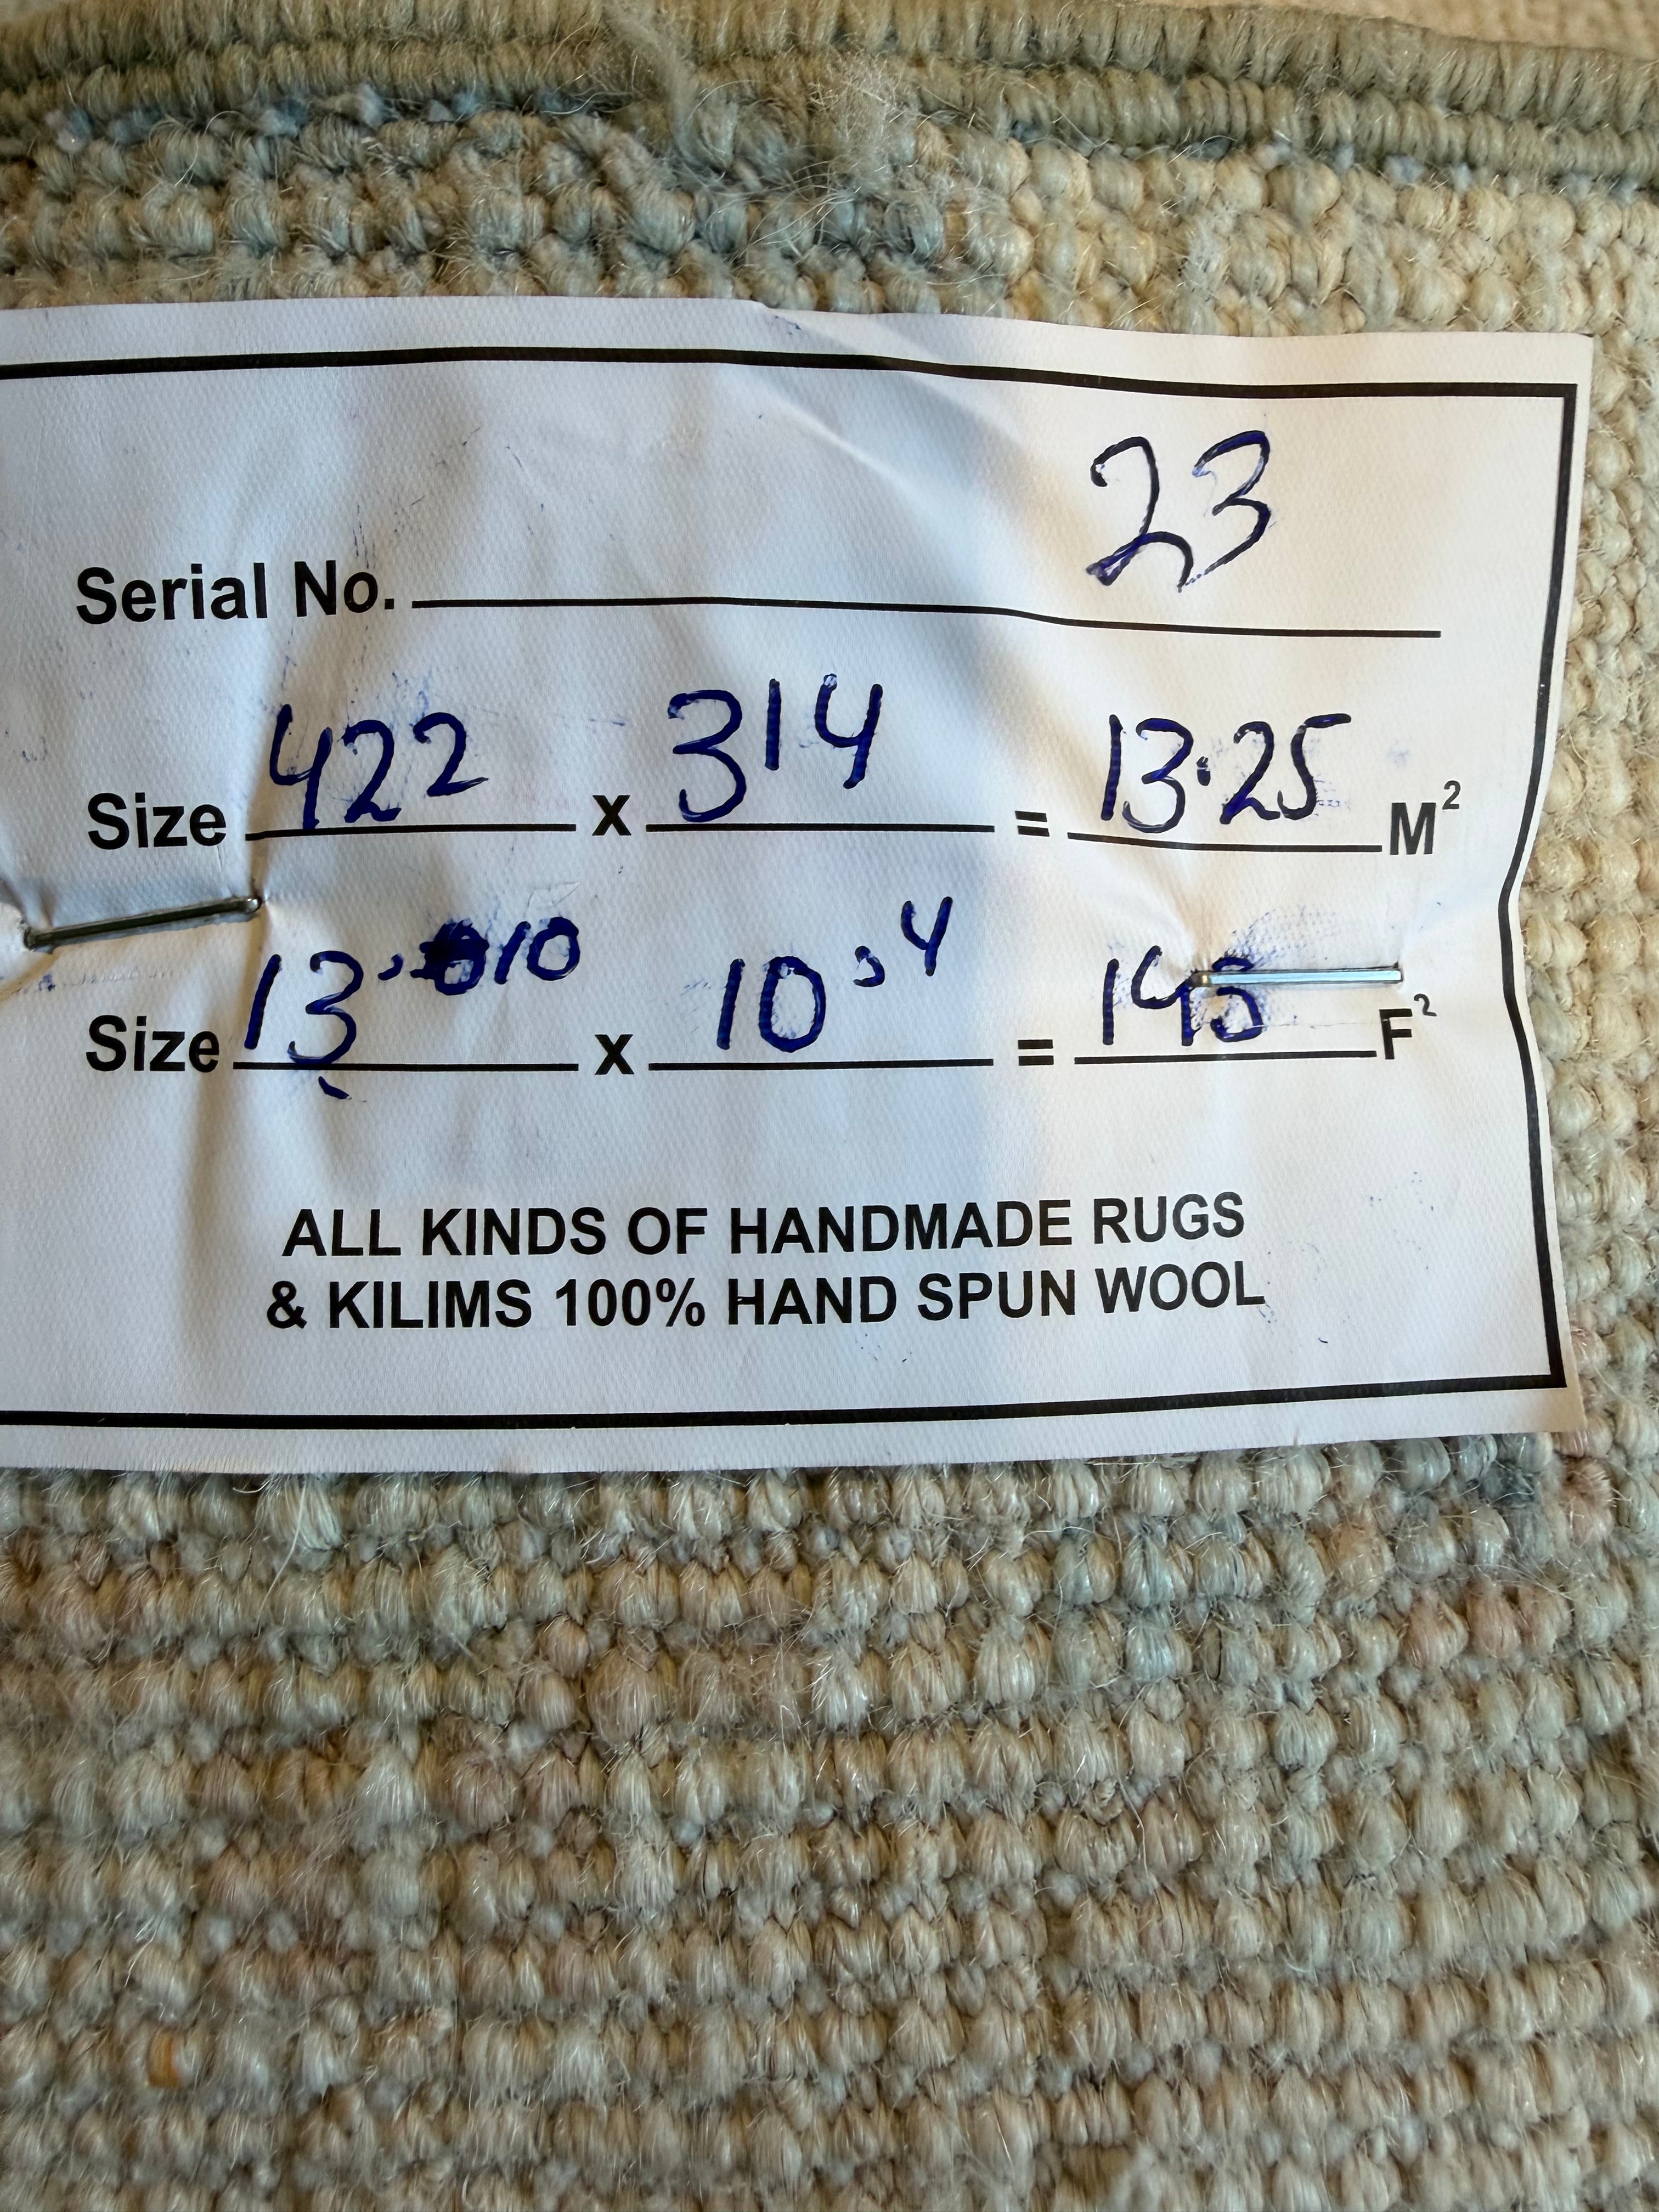 23
Serial No.
Size 422 x 314 = 13.25 M²
Size 13,10 x 10,4 = F²
ALL KINDS OF HANDMADE RUGS
& KILIMS 100% HAND SPUN WOOL